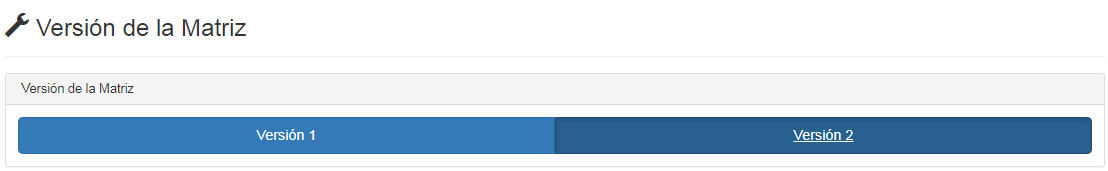 Versión de la Matriz
Versión de la Matriz
Versión 1
Versión 2